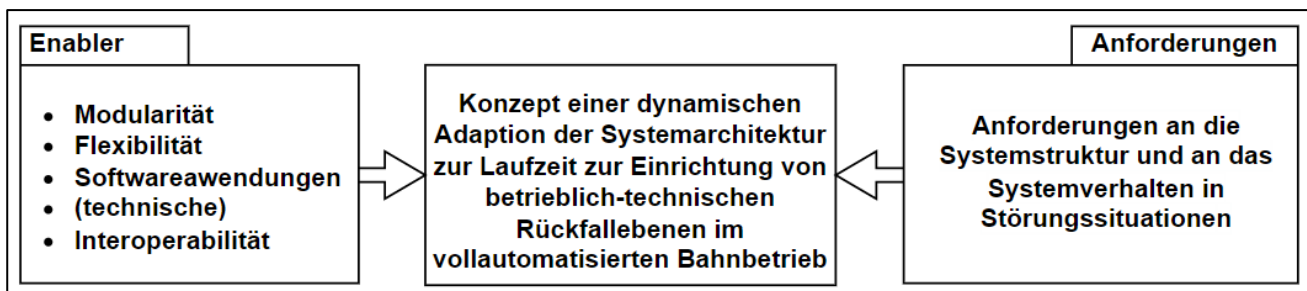 Enabler
• Modularität
• Flexibilität
• Softwareawendungen
• (technische)
• Interoperabilität
Konzept einer dynamischen
Adaption der Systemarchitektur
zur Laufzeit zur Einrichtung von
betrieblich-technischen
Rückfallebenen im
vollautomatisierten Bahnbetrieb
Anforderungen
Anforderungen an die
Systemstruktur und an das
Systemverhalten in
Störungssituationen